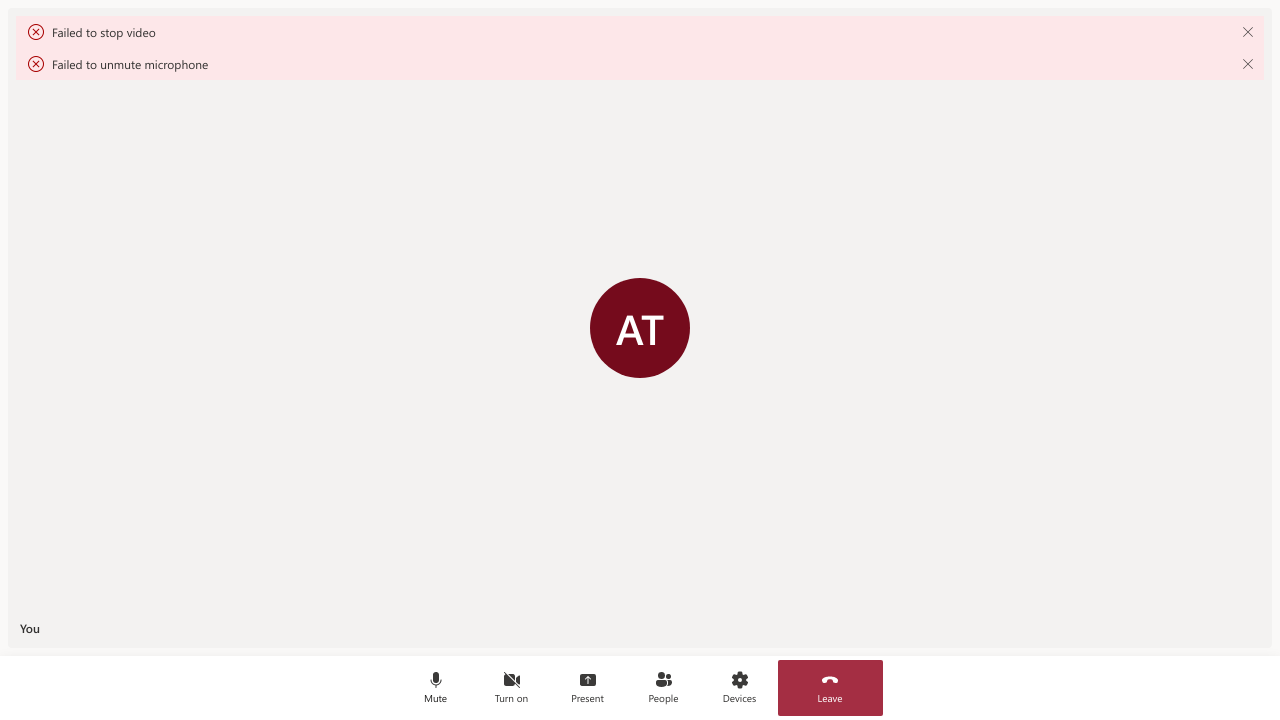 Failed to stop video
Failed to unmute microphone
AT
You
Mute
Turn on
Present
People
Devices
Leave